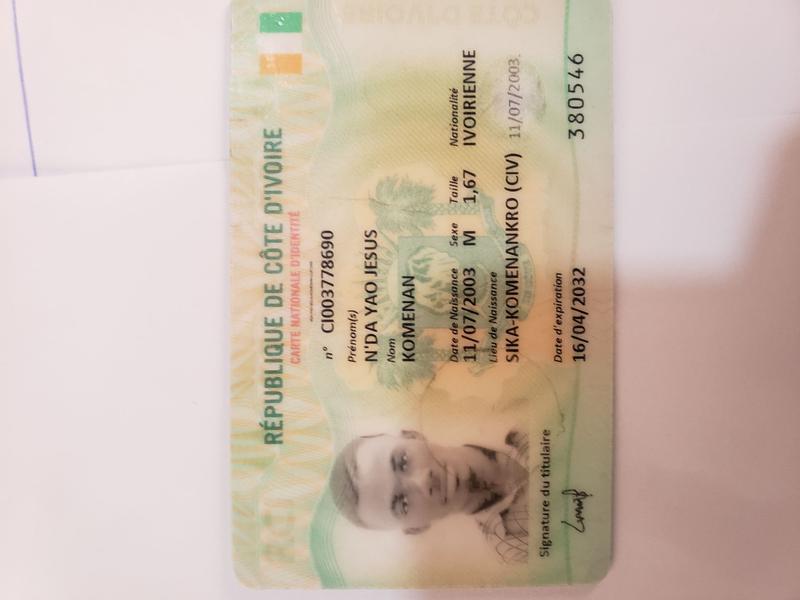 RÉPUBLIQUE DE CÔTE D'IVOIRE
CARTE NATIONALE D'IDENTITÉ
n° CI003778690
Prénom(s)
N'DA YAO JESUS
Nom
KOMENAN
Date de Naissance Sexe Taille Nationalité
11/07/2003 M 1,67 IVOIRIENNE
Lieu de Naissance
SIKA-KOMENANKRO (CIV) 11/07/2003
Date d'expiration
16/04/2032 380546
Signature du titulaire